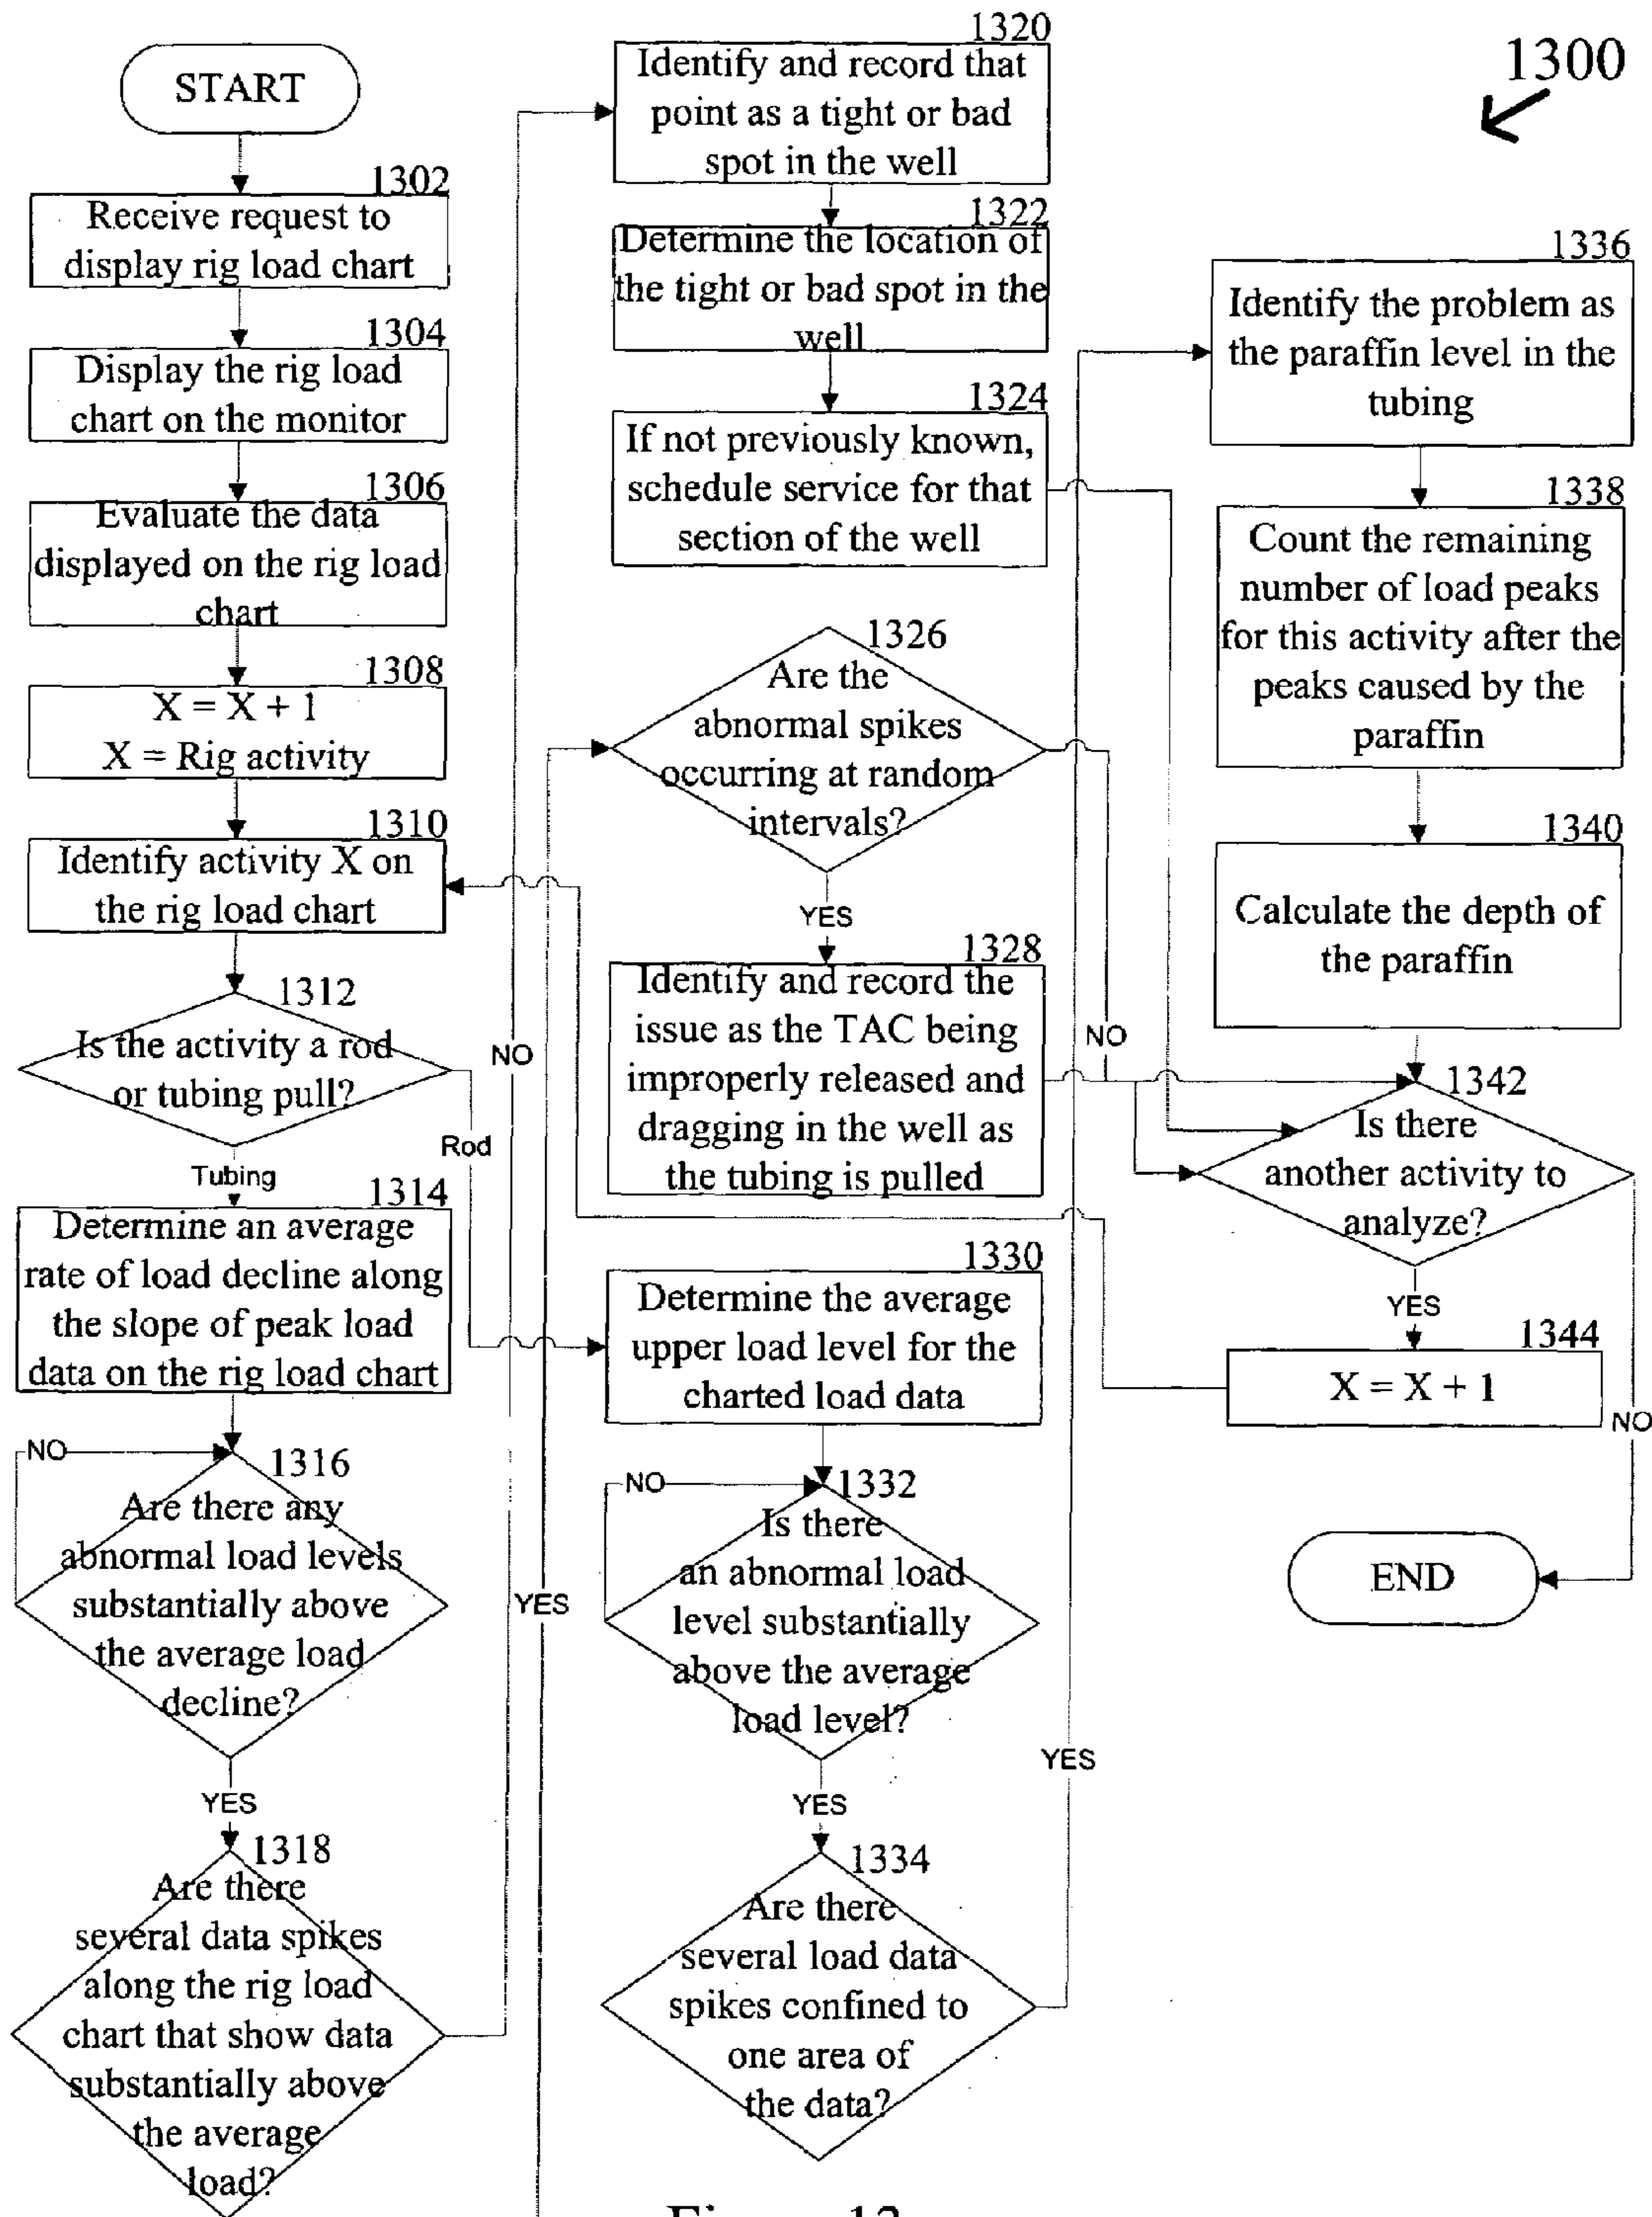 1300
START
1302
Receive request to
display rig load chart
1304
Display the rig load
chart on the monitor
1306
Evaluate the data
displayed on the rig load
chart
1308
X = X + 1
X = Rig activity
1310
Identify activity X on
the rig load chart
1312
Is the activity a rod
or tubing pull?
Rod
Tubing
1314
Determine an average
rate of load decline along
the slope of peak load
data on the rig load chart
NO
1316
Are there any
abnormal load levels
substantially above
the average load
decline?
YES
1318
Are there
several data spikes
along the rig load
chart that show data
substantially above
the average
load?
NO
YES
1320
Identify and record that
point as a tight or bad
spot in the well
1322
Determine the location of
the tight or bad spot in the
well
1324
If not previously known,
schedule service for that
section of the well
1326
Are the
abnormal spikes
occurring at random
intervals?
YES
NO
1328
Identify and record the
issue as the TAC being
improperly released and
dragging in the well as
the tubing is pulled
1330
Determine the average
upper load level for the
charted load data
NO
1332
Is there
an abnormal load
level substantially
above the average
load level?
YES
1334
Are there
several load data
spikes confined to
one area of
the data?
YES
1336
Identify the problem as
the paraffin level in the
tubing
1338
Count the remaining
number of load peaks
for this activity after the
peaks caused by the
paraffin
1340
Calculate the depth of
the paraffin
1342
Is there
another activity to
analyze?
YES
1344
X = X + 1
NO
END